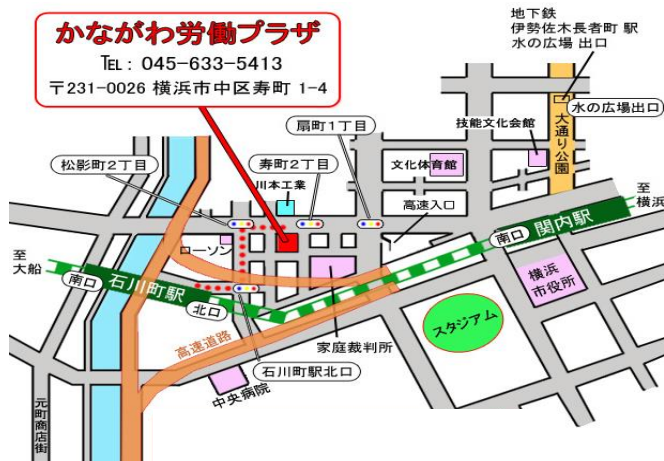 かながわ労働プラザ
TEL: 045-633-5413
〒231-0026 横浜市中区寿町 1-4
地下鉄
伊勢佐木長者町 駅
水の広場 出口
水の広場出口
大通り公園
技能文化会館
扇町1丁目
文化体育館
寿町2丁目
松影町2丁目
川本工業
高速入口
至
横浜
関内駅
南口
ローソン
至
大船
南口
石川町駅
北口
横浜
市役所
スタジアム
家庭裁判所
高速道路
石川町駅北口
中央病院
元町商店街